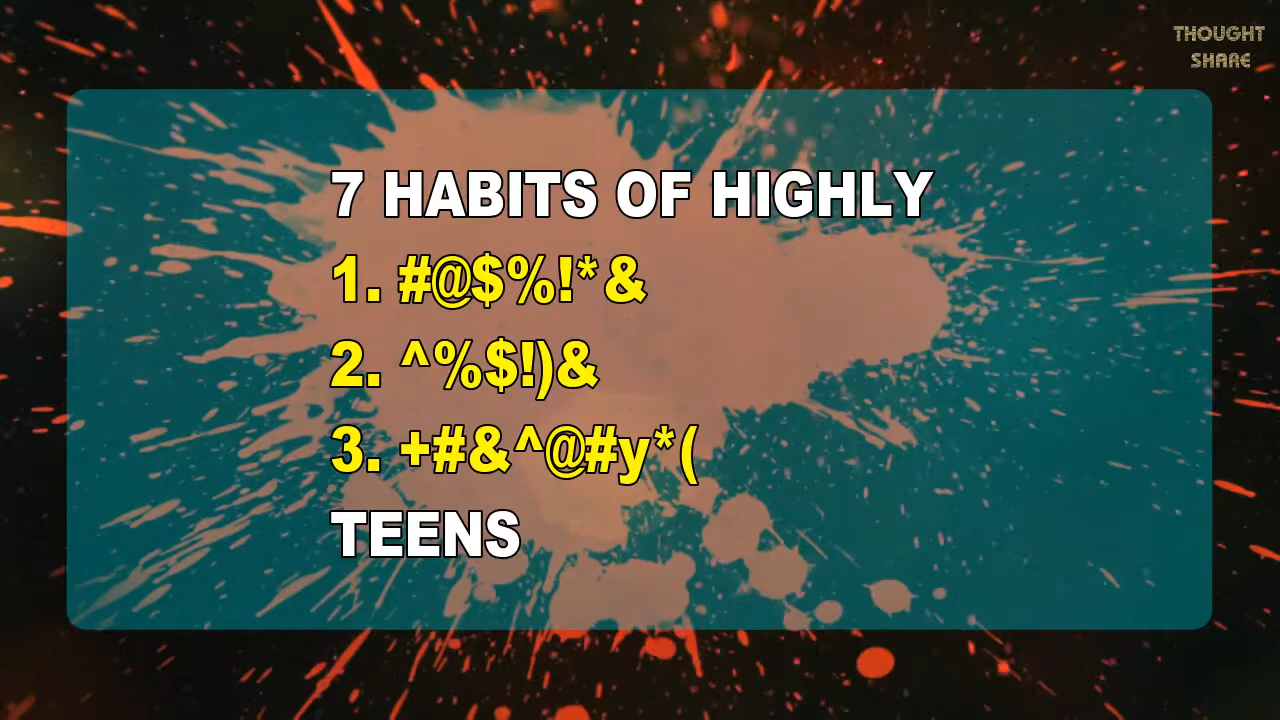 THOUGHT
SHARE
7 HABITS OF HIGHLY
1. #@$%!*&
2. ^%$!)&
3. +#&^@#y*(
TEENS